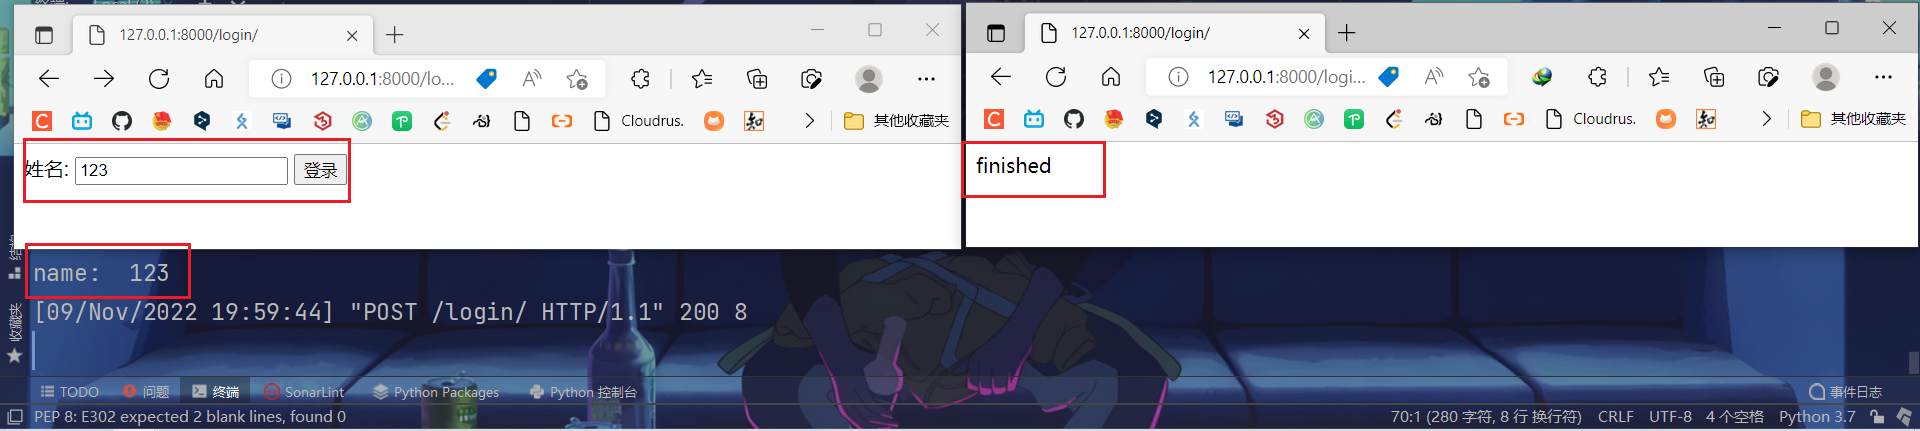 127.0.0.1:8000/login/
127.0.0.1:8000/lo...
Cloudrus.
其他收藏夹
姓名: 123 登录
127.0.0.1:8000/login/
127.0.0.1:8000/logi...
Cloudrus.
其他收藏夹
finished
name:  123
[09/Nov/2022 19:59:44] "POST /login/ HTTP/1.1" 200 8
收藏夹
TODO 问题 终端 SonarLint Python Packages Python 控制台 事件日志
PEP 8: E302 expected 2 blank lines, found 0 70:1 (280 字符, 8 行 换行符) CRLF UTF-8 4 个空格 Python 3.7